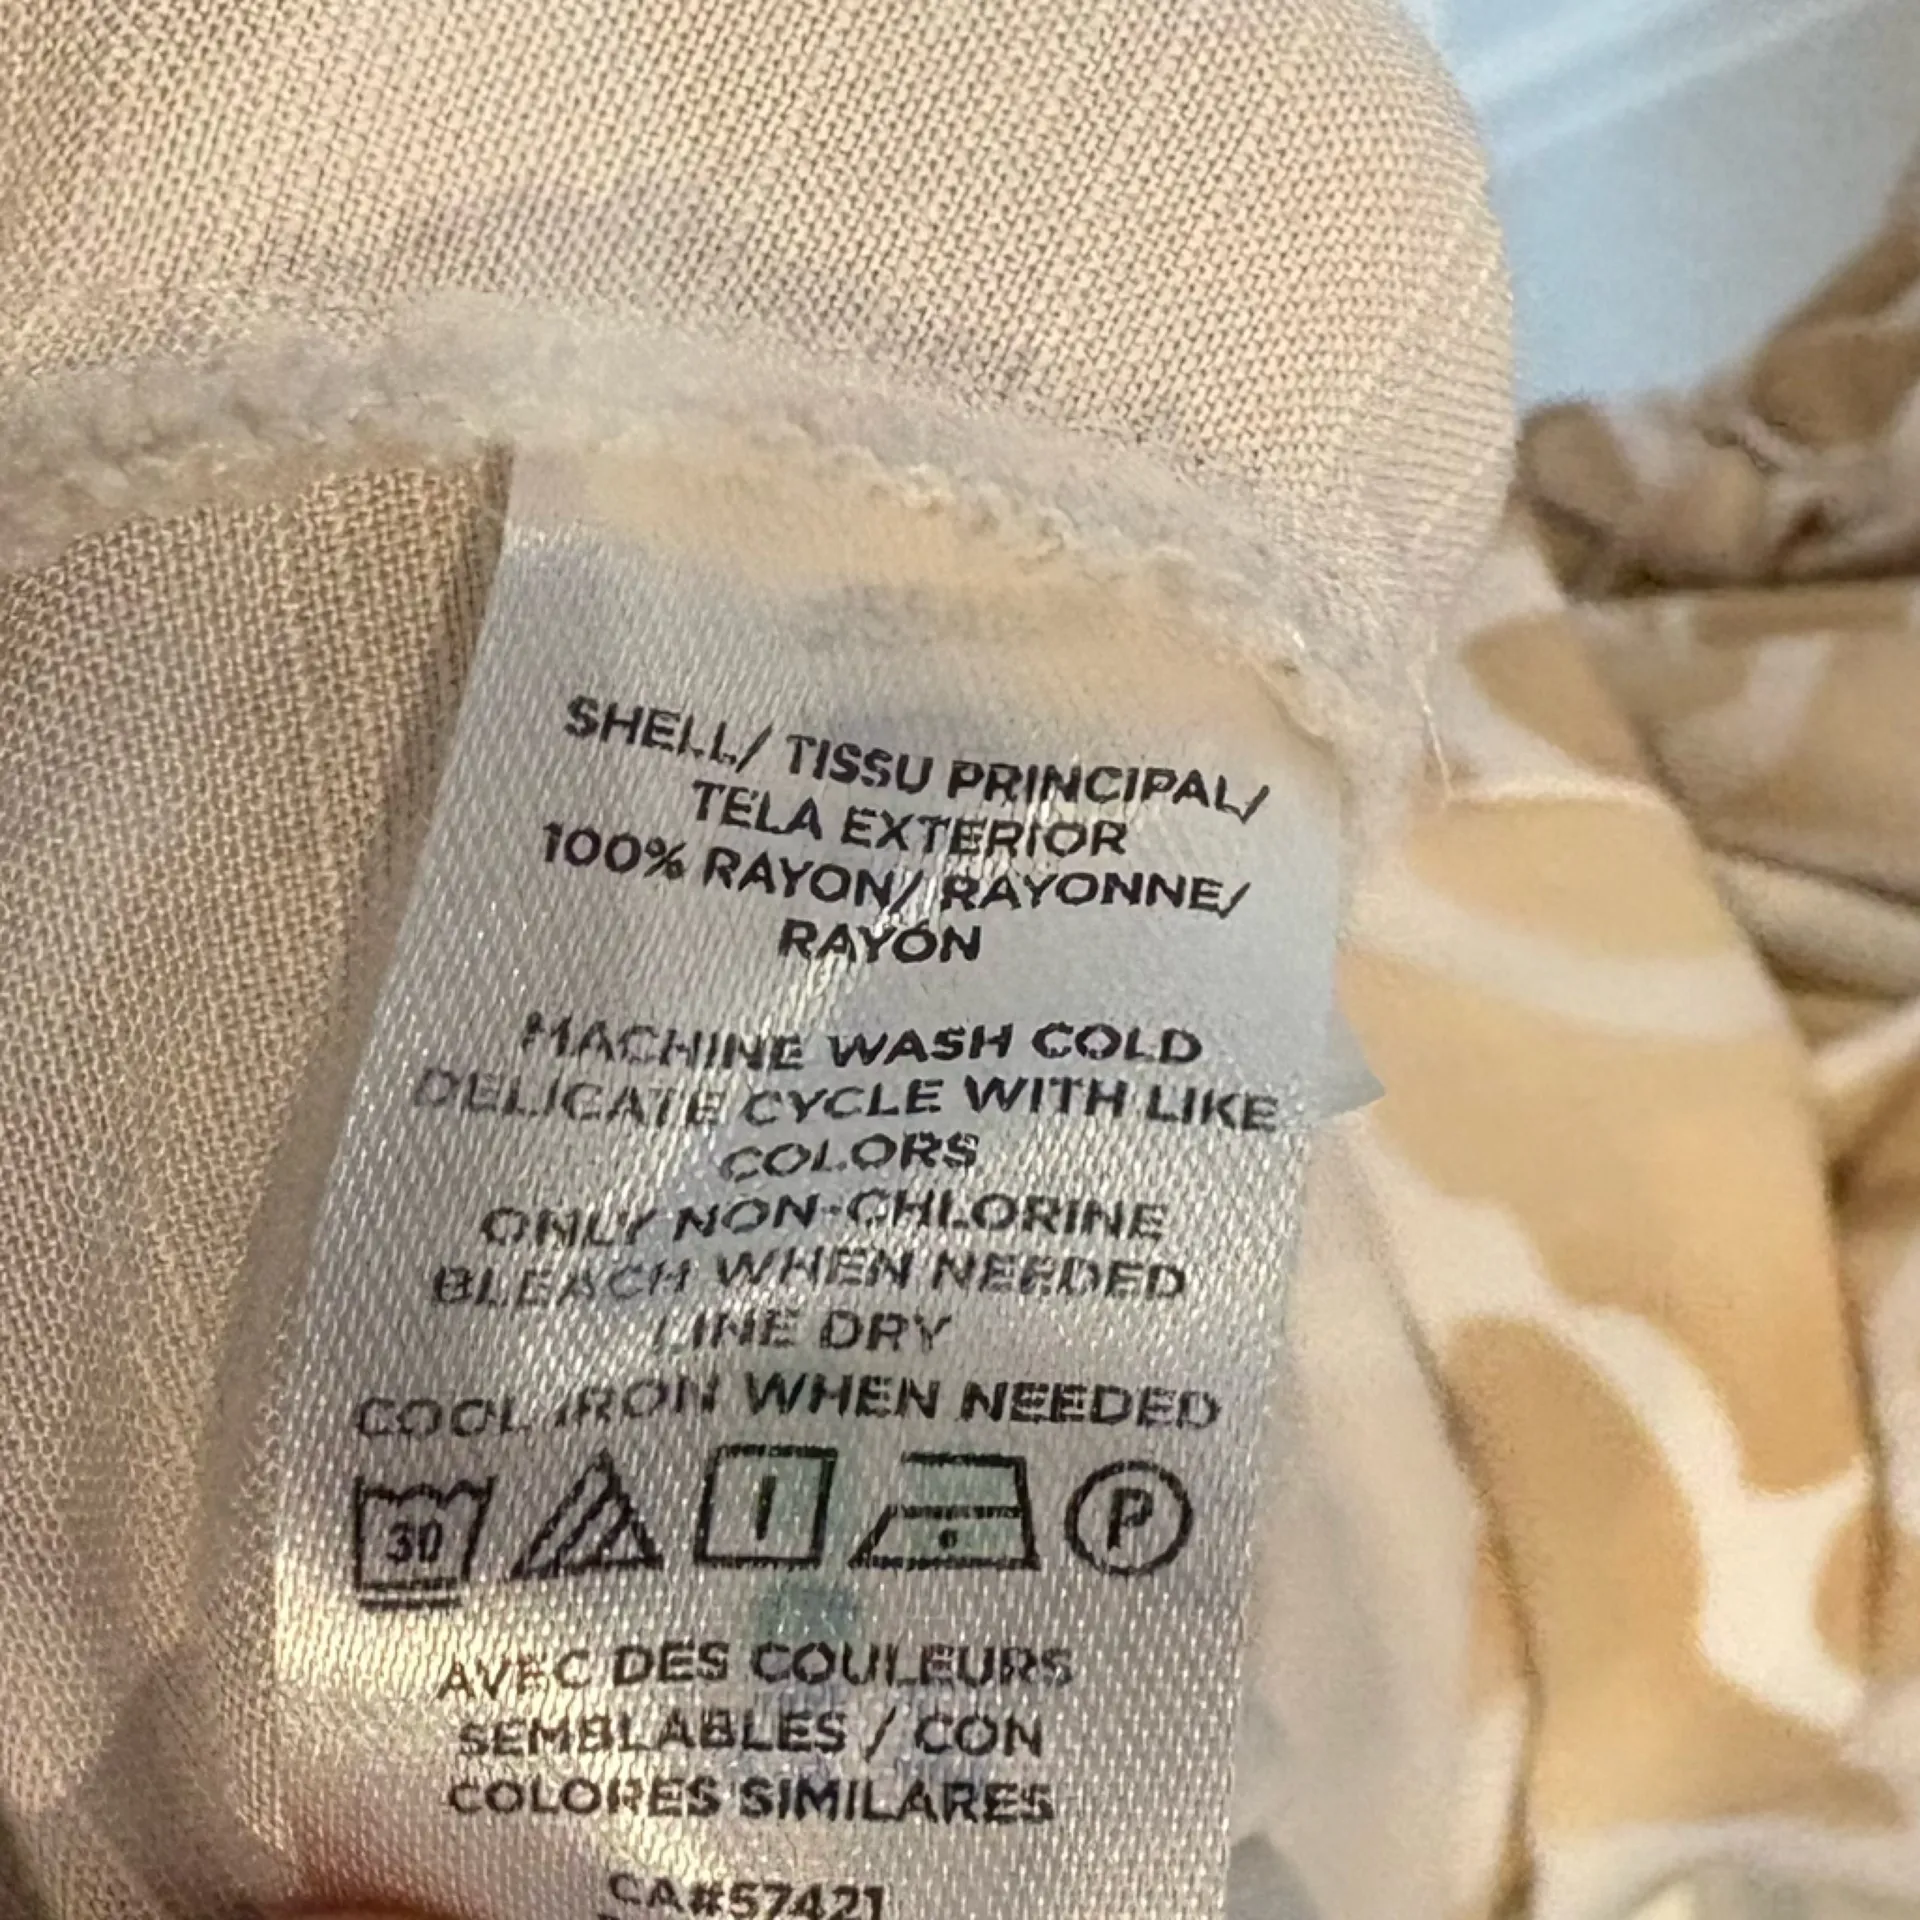 SHELL/ TISSU PRINCIPAL/
TELA EXTERIOR
100% RAYON/ RAYONNE/
RAYÓN
MACHINE WASH COLD
DELICATE CYCLE WITH LIKE
COLORS
ONLY NON-CHLORINE
BLEACH WHEN NEEDED
LINE DRY
COOL IRON WHEN NEEDED
30 P
AVEC DES COULEURS
SEMBLABLES / CON
COLORES SIMILARES
CA#57421